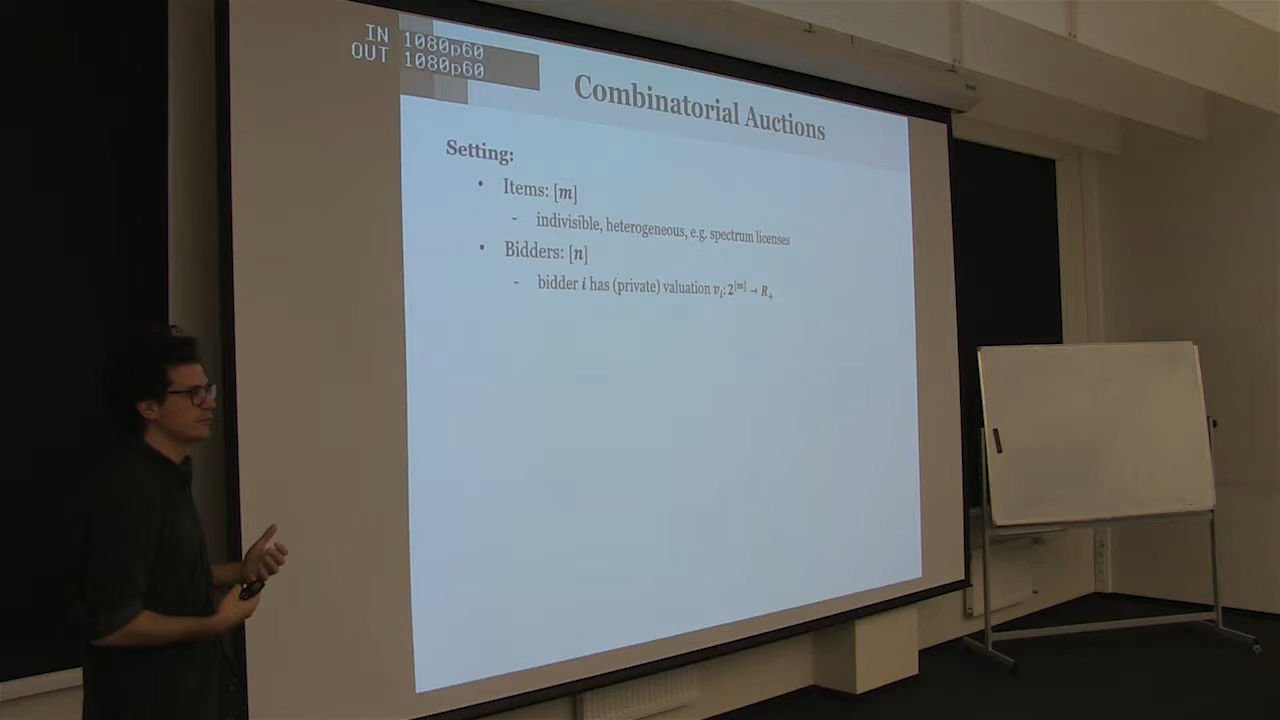 IN 1080p60
OUT 1080p60
Combinatorial Auctions
Setting:
• Items: [m]
- indivisible, heterogeneous, e.g. spectrum licenses
• Bidders: [n]
- bidder i has (private) valuation vᵢ: 2^[m] → R₊